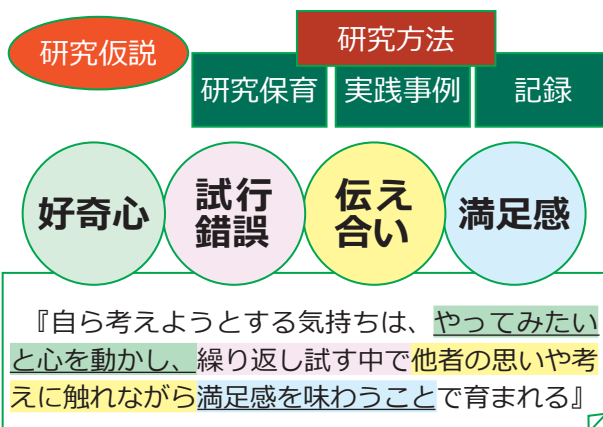 研究仮説
研究方法
研究保育
実践事例
記録
好奇心
試行
錯誤
伝え
合い
満足感
『自ら考えようとする気持ちは、やってみたい
と心を動かし、繰り返し試す中で他者の思いや考
えに触れながら満足感を味わうことで育まれる』